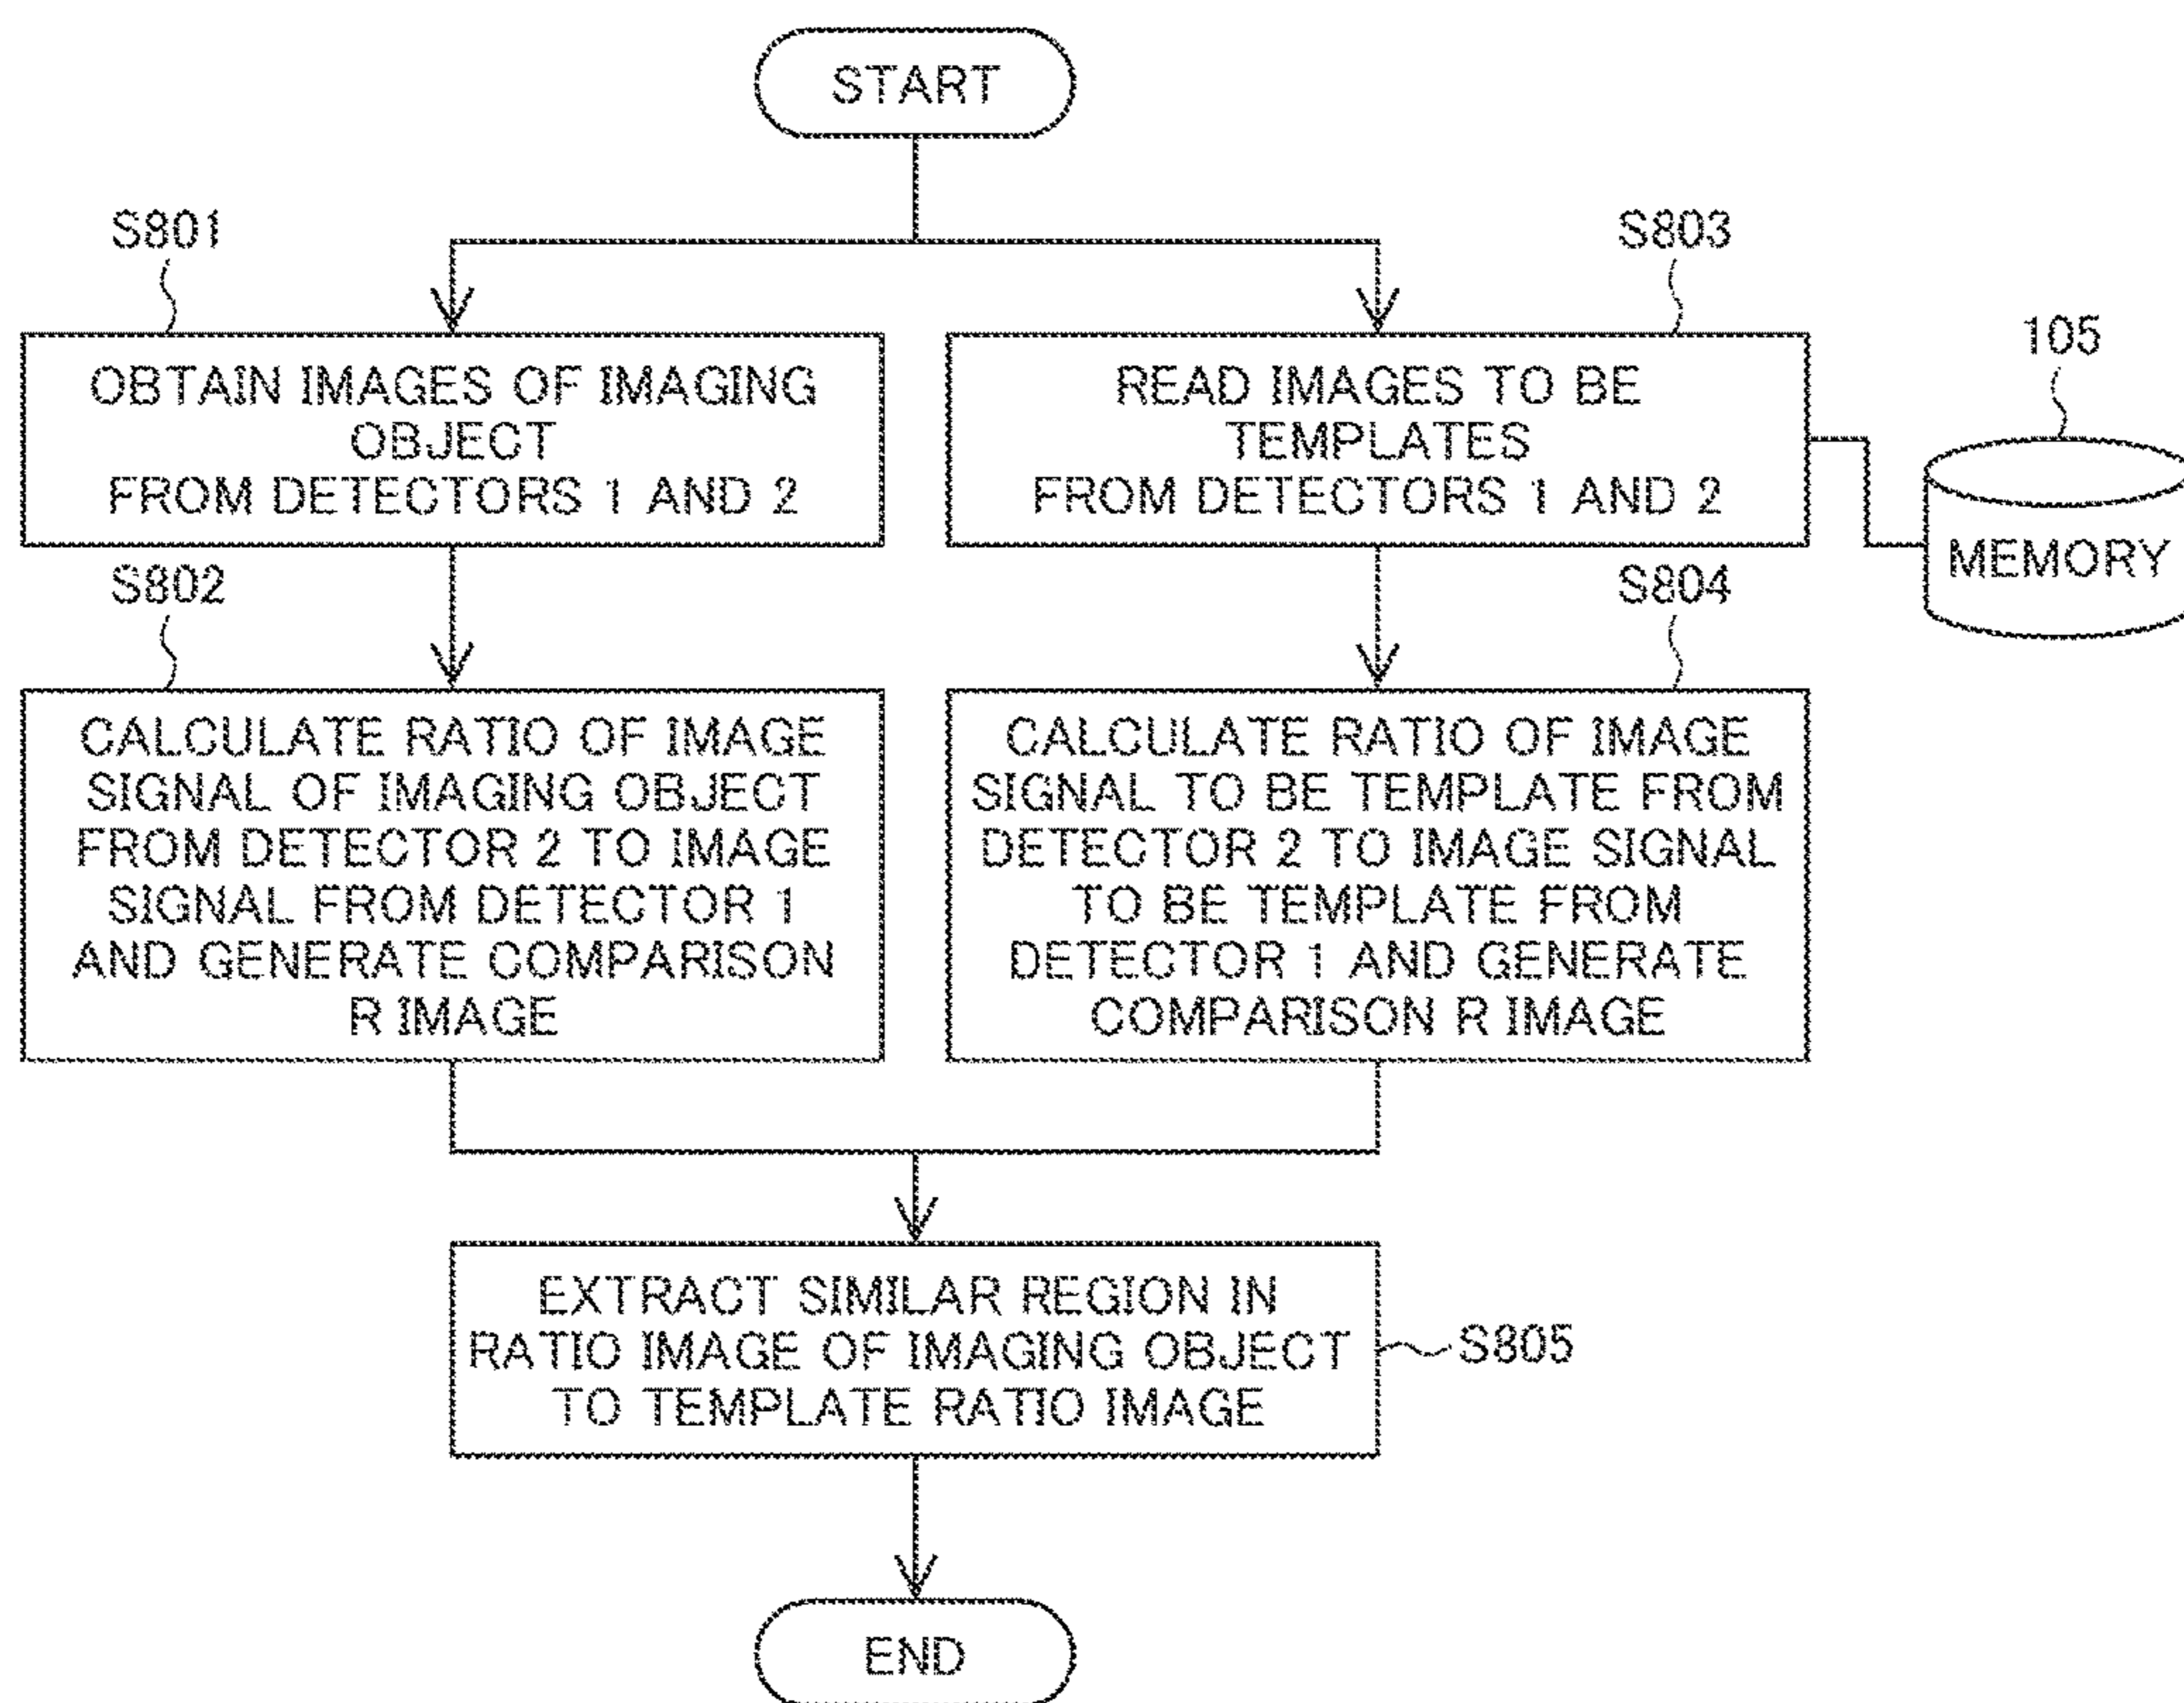 START
S801
OBTAIN IMAGES OF IMAGING
OBJECT
FROM DETECTORS 1 AND 2
S803
READ IMAGES TO BE
TEMPLATES
FROM DETECTORS 1 AND 2
105
MEMORY
S802
CALCULATE RATIO OF IMAGE
SIGNAL OF IMAGING OBJECT
FROM DETECTOR 2 TO IMAGE
SIGNAL FROM DETECTOR 1
AND GENERATE COMPARISON
R IMAGE
S804
CALCULATE RATIO OF IMAGE
SIGNAL TO BE TEMPLATE FROM
DETECTOR 2 TO IMAGE SIGNAL
TO BE TEMPLATE FROM
DETECTOR 1 AND GENERATE
COMPARISON R IMAGE
EXTRACT SIMILAR REGION IN
RATIO IMAGE OF IMAGING OBJECT
TO TEMPLATE RATIO IMAGE
S805
END